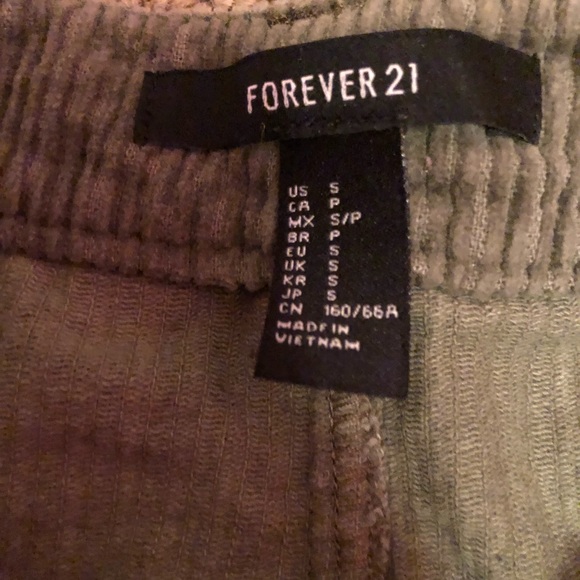 FOREVER 21
US S
CA P
MX S/P
BR P
EU S
UK S
KR S
JP S
CN 160/66A
MADE IN
VIETNAM